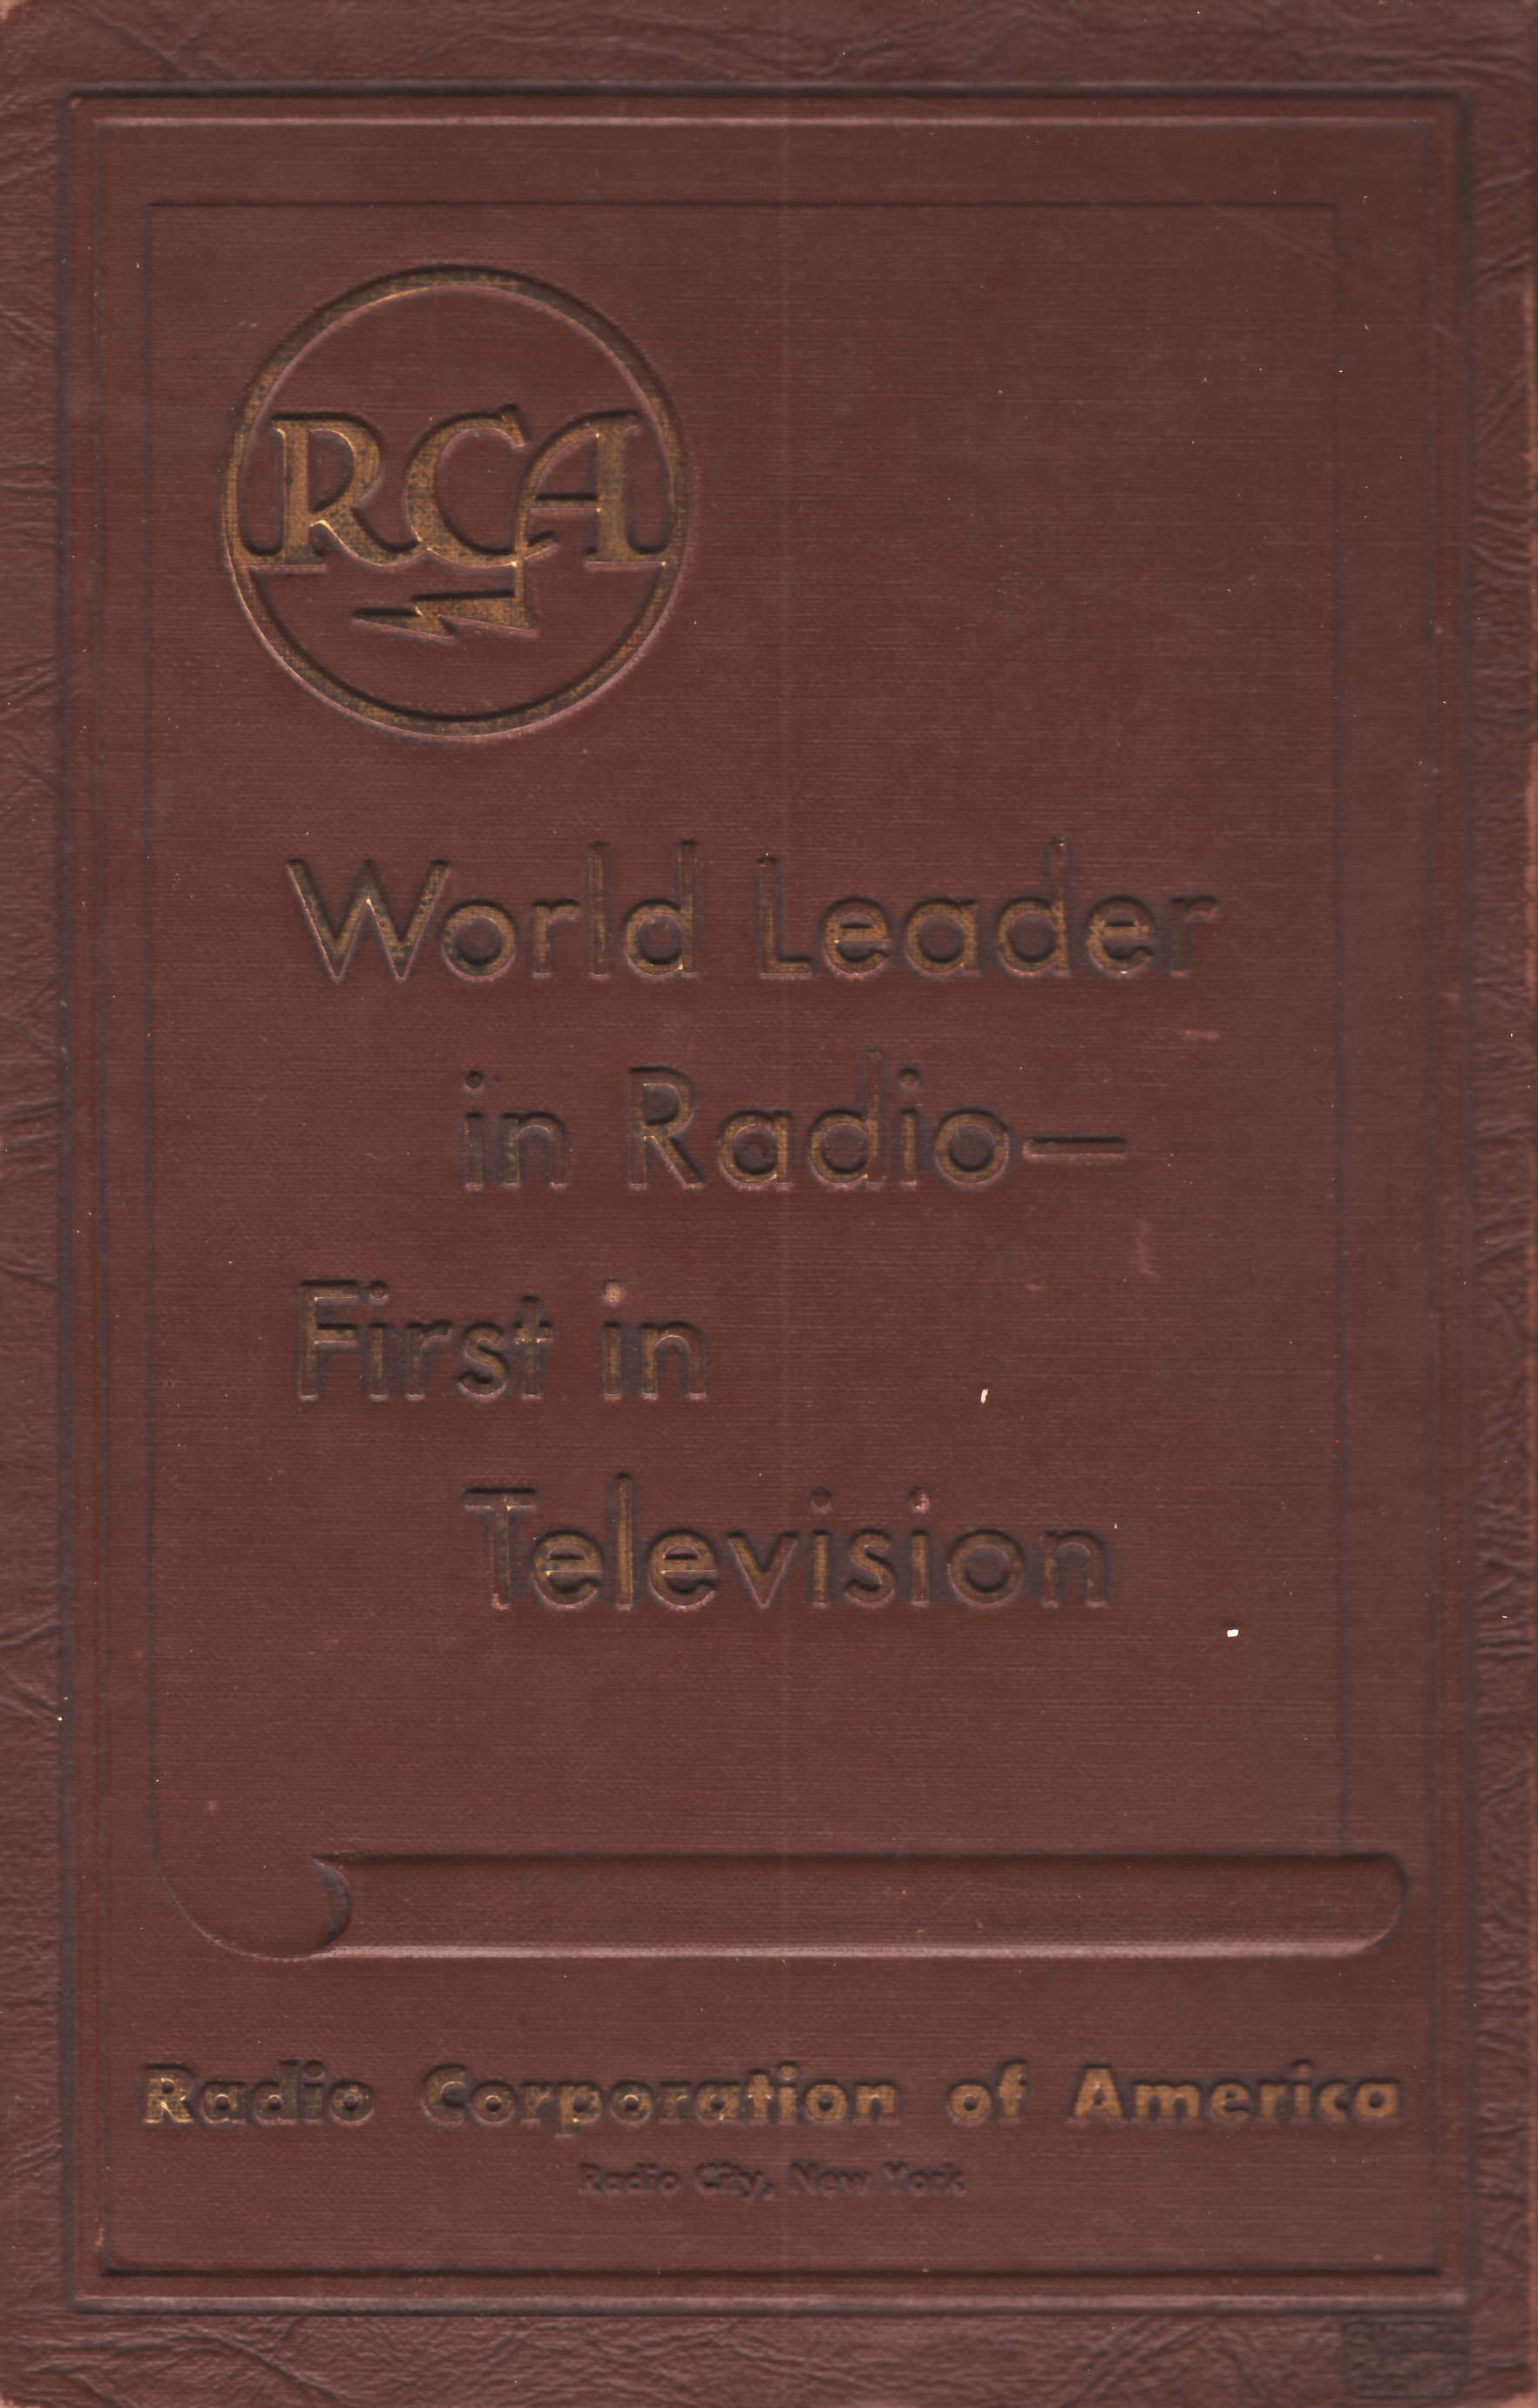 RCA
World Leader
in Radio—
First in
Television
Radio Corporation of America
Radio City, New York